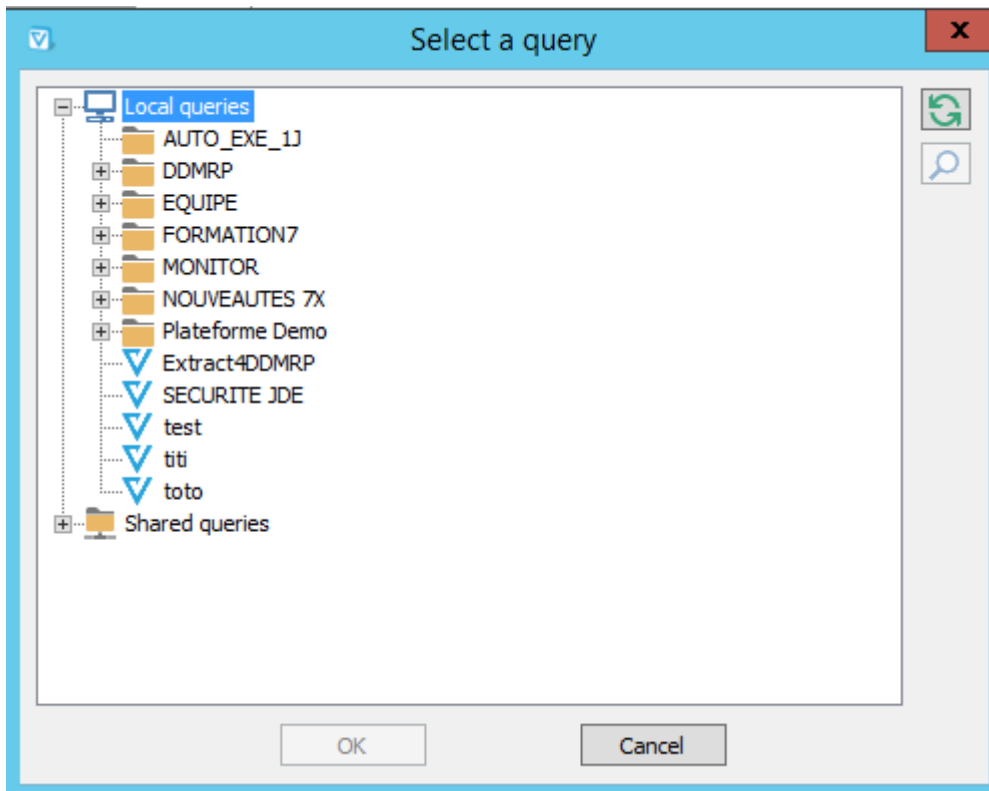 Select a query
x
Local queries
AUTO_EXE_1J
DDMRP
EQUIPE
FORMATION7
MONITOR
NOUVEAUTES 7X
Plateforme Demo
Extract4DDMRP
SECURITE JDE
test
titi
toto
Shared queries
OK
Cancel